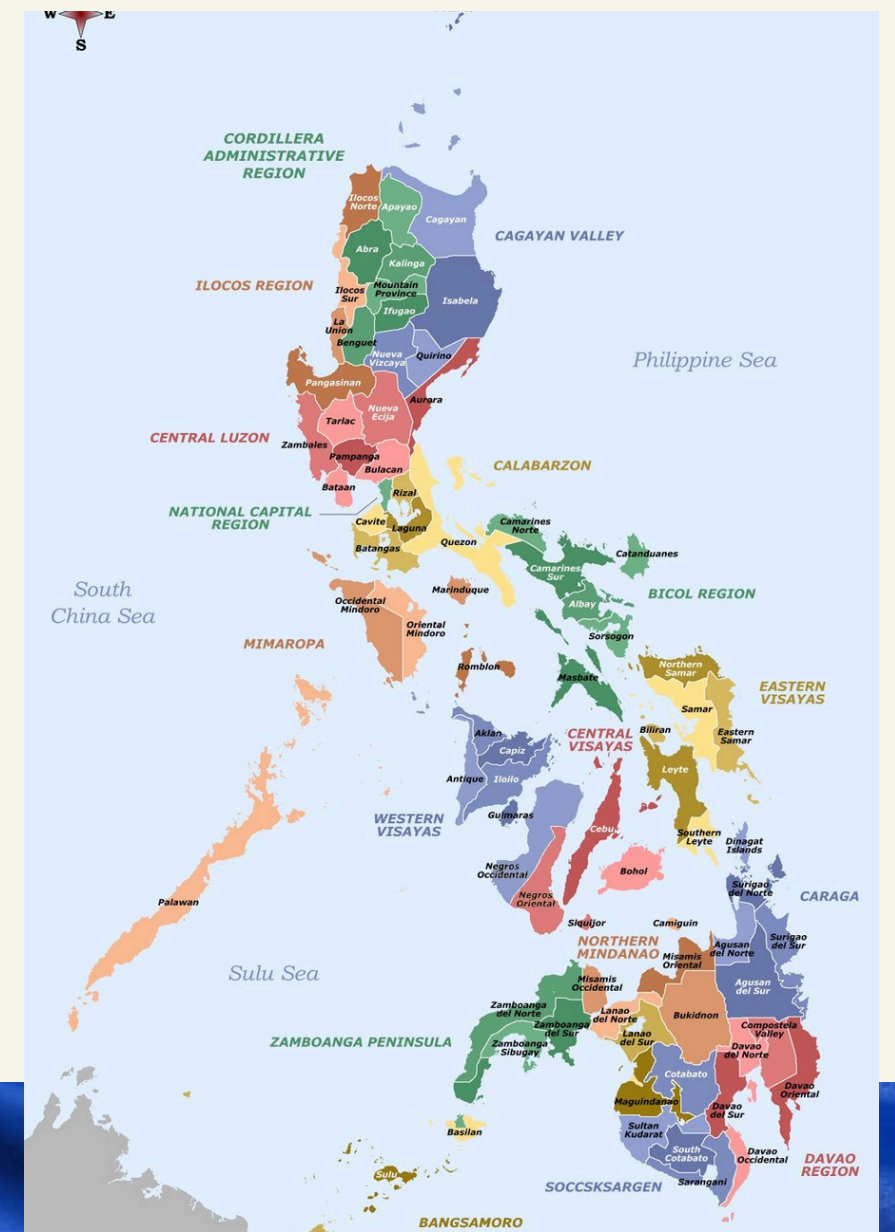 W E
S
CORDILLERA
ADMINISTRATIVE
REGION
Ilocos
Norte
Apayao
Cagayan
CAGAYAN VALLEY
Abra
Kalinga
ILOCOS REGION
Ilocos
Sur
Mountain
Province
Isabela
Ifugao
La
Union
Benguet
Nueva
Vizcaya
Quirino
Philippine Sea
Pangasinan
Aurora
Nueva
Ecija
Tarlac
CENTRAL LUZON
Zambales
Pampanga
Bulacan
CALABARZON
Bataan
Rizal
NATIONAL CAPITAL
REGION
Cavite
Laguna
Camarines
Norte
Quezon
Batangas
Catanduanes
Camarines
Sur
South
China Sea
Marinduque
BICOL REGION
Occidental
Mindoro
Albay
Oriental
Mindoro
Sorsogon
MIMAROPA
Romblon
Masbate
Northern
Samar
EASTERN
VISAYAS
Samar
Biliran
Eastern
Samar
CENTRAL
VISAYAS
Aklan
Capiz
Antique
Iloilo
Leyte
WESTERN
VISAYAS
Guimaras
Cebu
Southern
Leyte
Dinagat
Islands
Negros
Occidental
Bohol
Surigao
del Norte
CARAGA
Negros
Oriental
Palawan
Siquijor
Camiguin
NORTHERN
MINDANAO
Agusan
del Norte
Surigao
del Sur
Misamis
Oriental
Sulu Sea
Misamis
Occidental
Agusan
del Sur
Zamboanga
del Norte
Lanao
del Norte
Bukidnon
Zamboanga
del Sur
Compostela
Valley
ZAMBOANGA PENINSULA
Zamboanga
Sibugay
Lanao
del Sur
Davao
del Norte
Cotabato
Davao
Oriental
Maguindanao
Davao
del Sur
Basilan
Sultan
Kudarat
South
Cotabato
Davao
Occidental
DAVAO
REGION
Sulu
Sarangani
SOCCSKSARGEN
BANGSAMORO